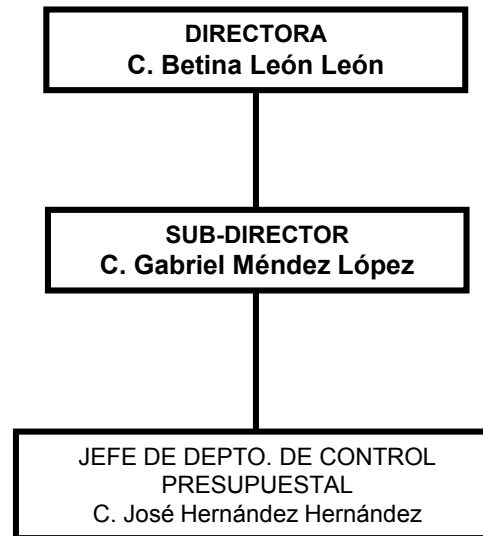 DIRECTORA
C. Betina León León
SUB-DIRECTOR
C. Gabriel Méndez López
JEFE DE DEPTO. DE CONTROL
PRESUPUESTAL
C. José Hernández Hernández